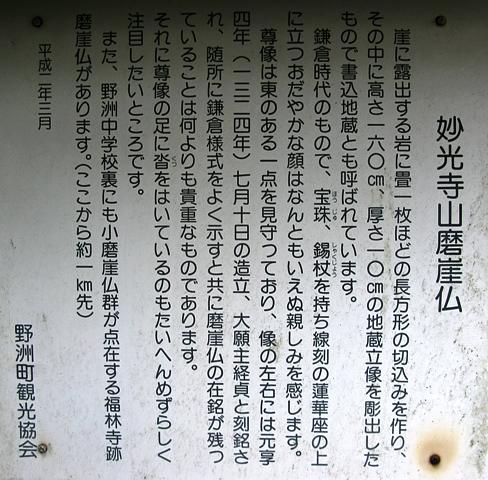 妙光寺山磨崖仏
崖に露出する岩に畳一枚ほどの長方形の切込みを作り、
その中に高さ一六〇㎝、厚さ一〇㎝の地蔵立像を彫出した
もので書込地蔵とも呼ばれています。
鎌倉時代のもので、宝珠、錫杖を持ち線刻の蓮華座の上
に立つおだやかな顔はなんともいえぬ親しみを感じます。
尊像は東のある一点を見守っており、像の左右には元享
四年（一三二四年）七月十日の造立、大願主経貞と刻銘さ
れ、随所に鎌倉様式をよく示すと共に磨崖仏の在銘が残っ
ていることは何よりも貴重なものであります。
それに尊像の足に沓をはいているのもたいへんめずらしく
注目したいところです。
また、野洲中学校裏にも小磨崖仏群が点在する福林寺跡
磨崖仏があります。（ここから約一㎞先）
平成二年三月
野洲町観光協会